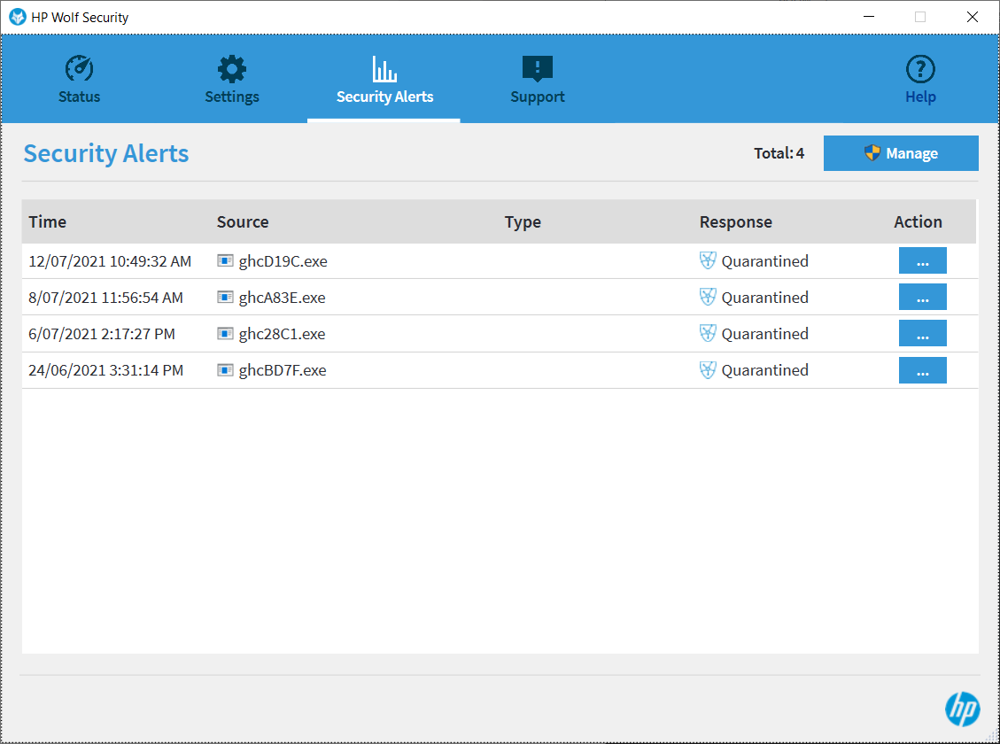 HP Wolf Security
Status Settings Security Alerts Support Help
Security Alerts Total: 4 Manage
Time Source Type Response Action
12/07/2021 10:49:32 AM ghcD19C.exe Quarantined ...
8/07/2021 11:56:54 AM ghcA83E.exe Quarantined ...
6/07/2021 2:17:27 PM ghc28C1.exe Quarantined ...
24/06/2021 3:31:14 PM ghcBD7F.exe Quarantined ...
hp